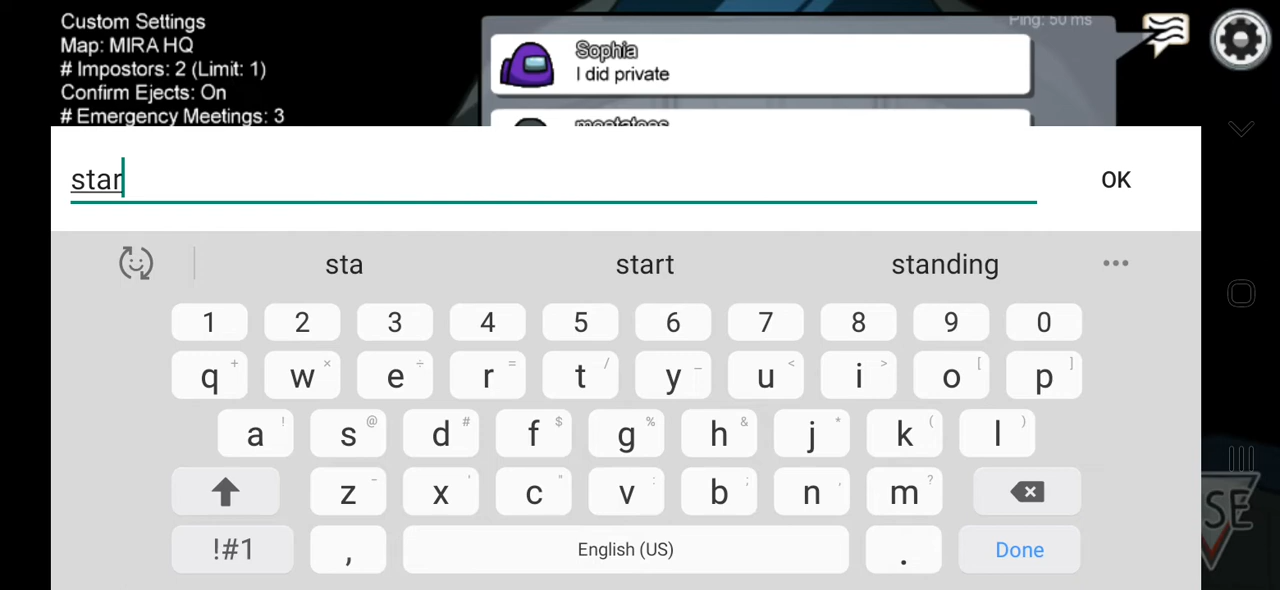 Custom Settings
Map: MIRA HQ
# Impostors: 2 (Limit: 1)
Confirm Ejects: On
# Emergency Meetings: 3
Ping: 50 ms
Sophia
I did private
star
OK
sta start standing
1 2 3 4 5 6 7 8 9 0
q + w × e ÷ r = t / y _ u < i > o [ p ]
a ! s @ d # f $ g % h & j * k ( l )
z - x ' c " v : b ; n , m ?
!#1 , English (US) . Done